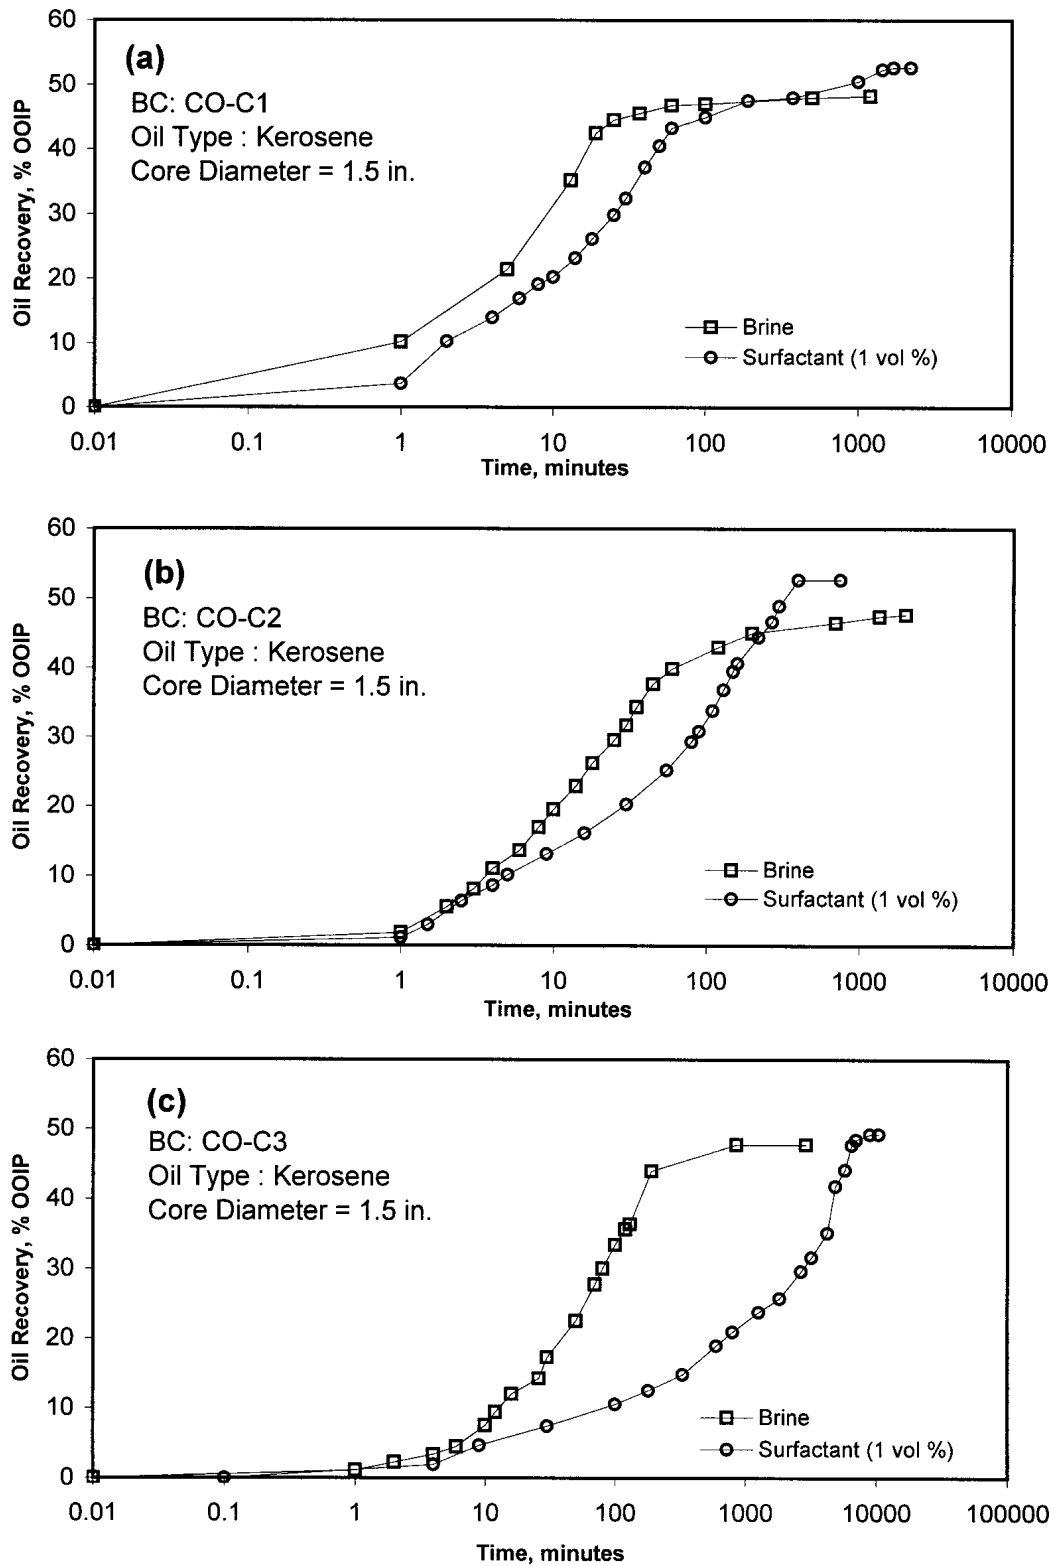 60
50
40
30
20
10
0
Oil Recovery, % OOIP
(a)
BC: CO-C1
Oil Type : Kerosene
Core Diameter = 1.5 in.
Brine
Surfactant (1 vol %)
0.01 0.1 1 10 100 1000 10000
Time, minutes
60
50
40
30
20
10
0
Oil Recovery, % OOIP
(b)
BC: CO-C2
Oil Type : Kerosene
Core Diameter = 1.5 in.
Brine
Surfactant (1 vol %)
0.01 0.1 1 10 100 1000 10000
Time, minutes
60
50
40
30
20
10
0
Oil Recovery, % OOIP
(c)
BC: CO-C3
Oil Type : Kerosene
Core Diameter = 1.5 in.
Brine
Surfactant (1 vol %)
0.01 0.1 1 10 100 1000 10000 100000
Time, minutes